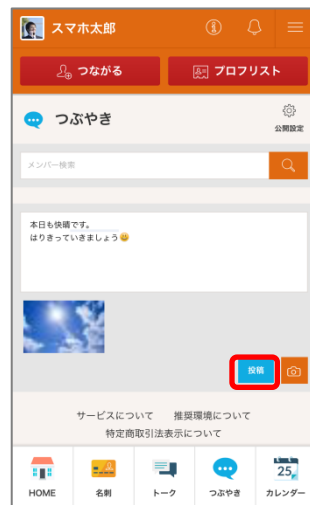 スマホ太郎
つながる
プロフリスト
つぶやき
公開設定
メンバー検索
本日も快晴です。
はりきっていきましょう😀
投稿
サービスについて 推奨環境について
特定商取引法表示について
25
HOME 名刺 トーク つぶやき カレンダー